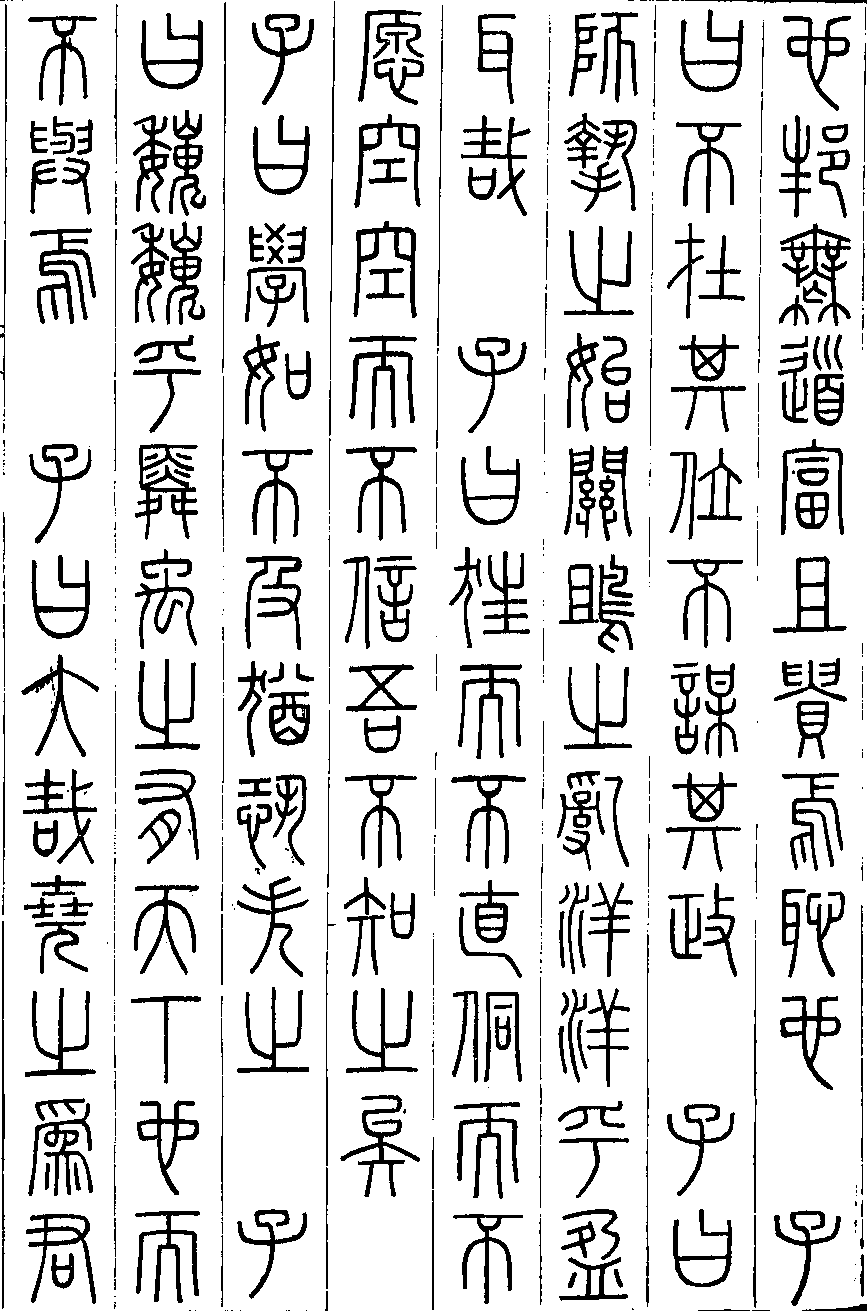 也邦無道富且貴焉恥也　子
曰不在其位不謀其政　子曰
師摯之始關鴡之亂洋洋乎盈
耳哉　子曰狂而不直侗而不
愿空空而不信吾不知之矣
子曰學如不及猶恐失之　子
曰巍巍乎舜禹之有天下也而
不與焉　子曰大哉堯之爲君